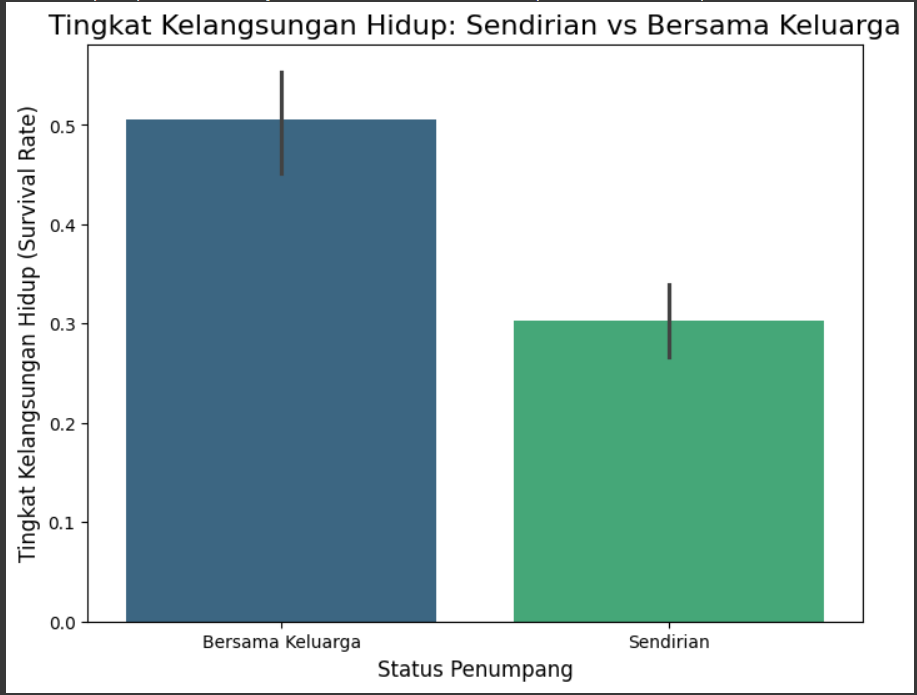 Tingkat Kelangsungan Hidup: Sendirian vs Bersama Keluarga
Tingkat Kelangsungan Hidup (Survival Rate)
0.5
0.4
0.3
0.2
0.1
0.0
Bersama Keluarga
Sendirian
Status Penumpang